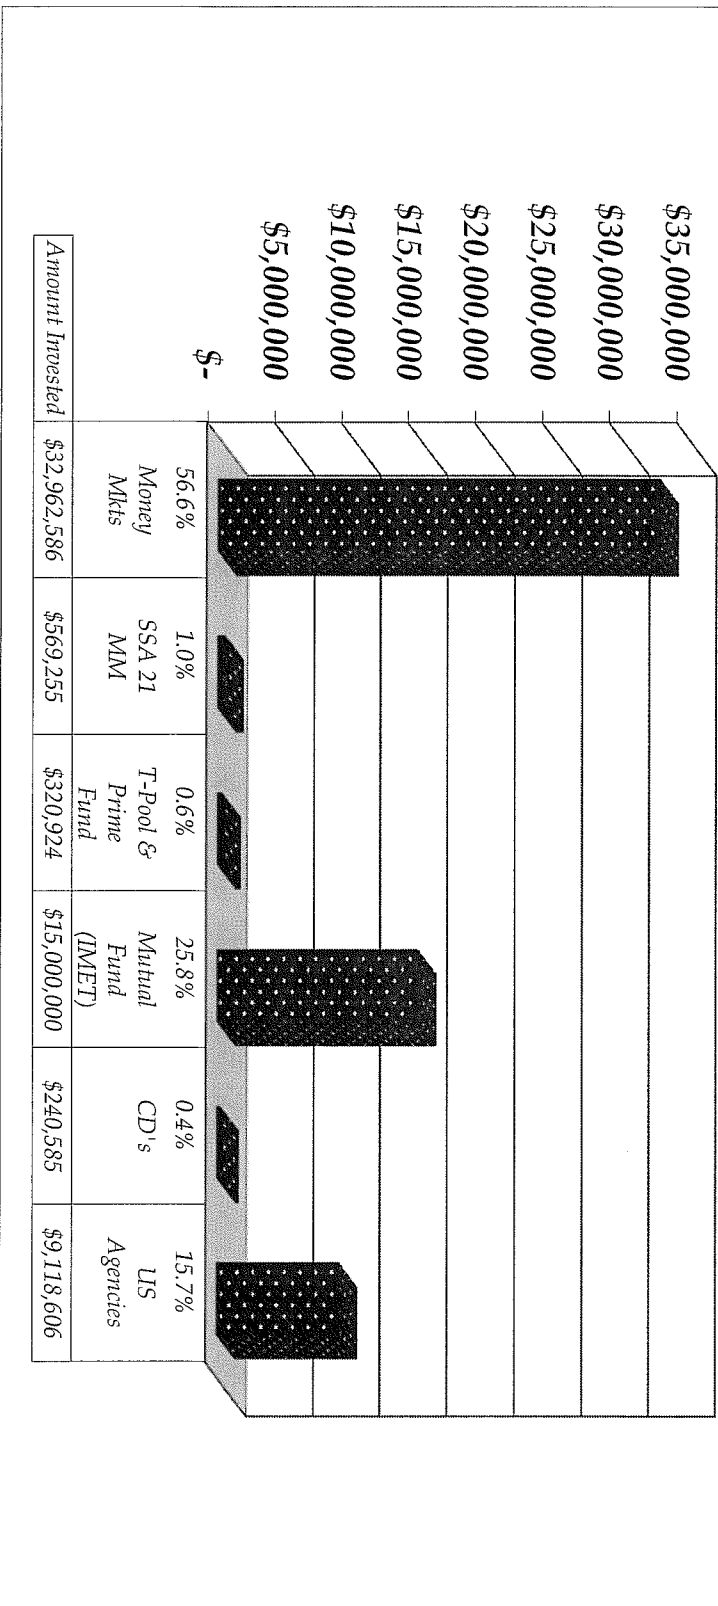 $35,000,000
$30,000,000
$25,000,000
$20,000,000
$15,000,000
$10,000,000
$5,000,000
$-
56.6%
Money
Mkts
1.0%
SSA 21
MM
0.6%
T-Pool &
Prime
Fund
25.8%
Mutual
Fund
(IMET)
0.4%
CD's
15.7%
US
Agencies
Amount Invested $32,962,586 $569,255 $320,924 $15,000,000 $240,585 $9,118,606